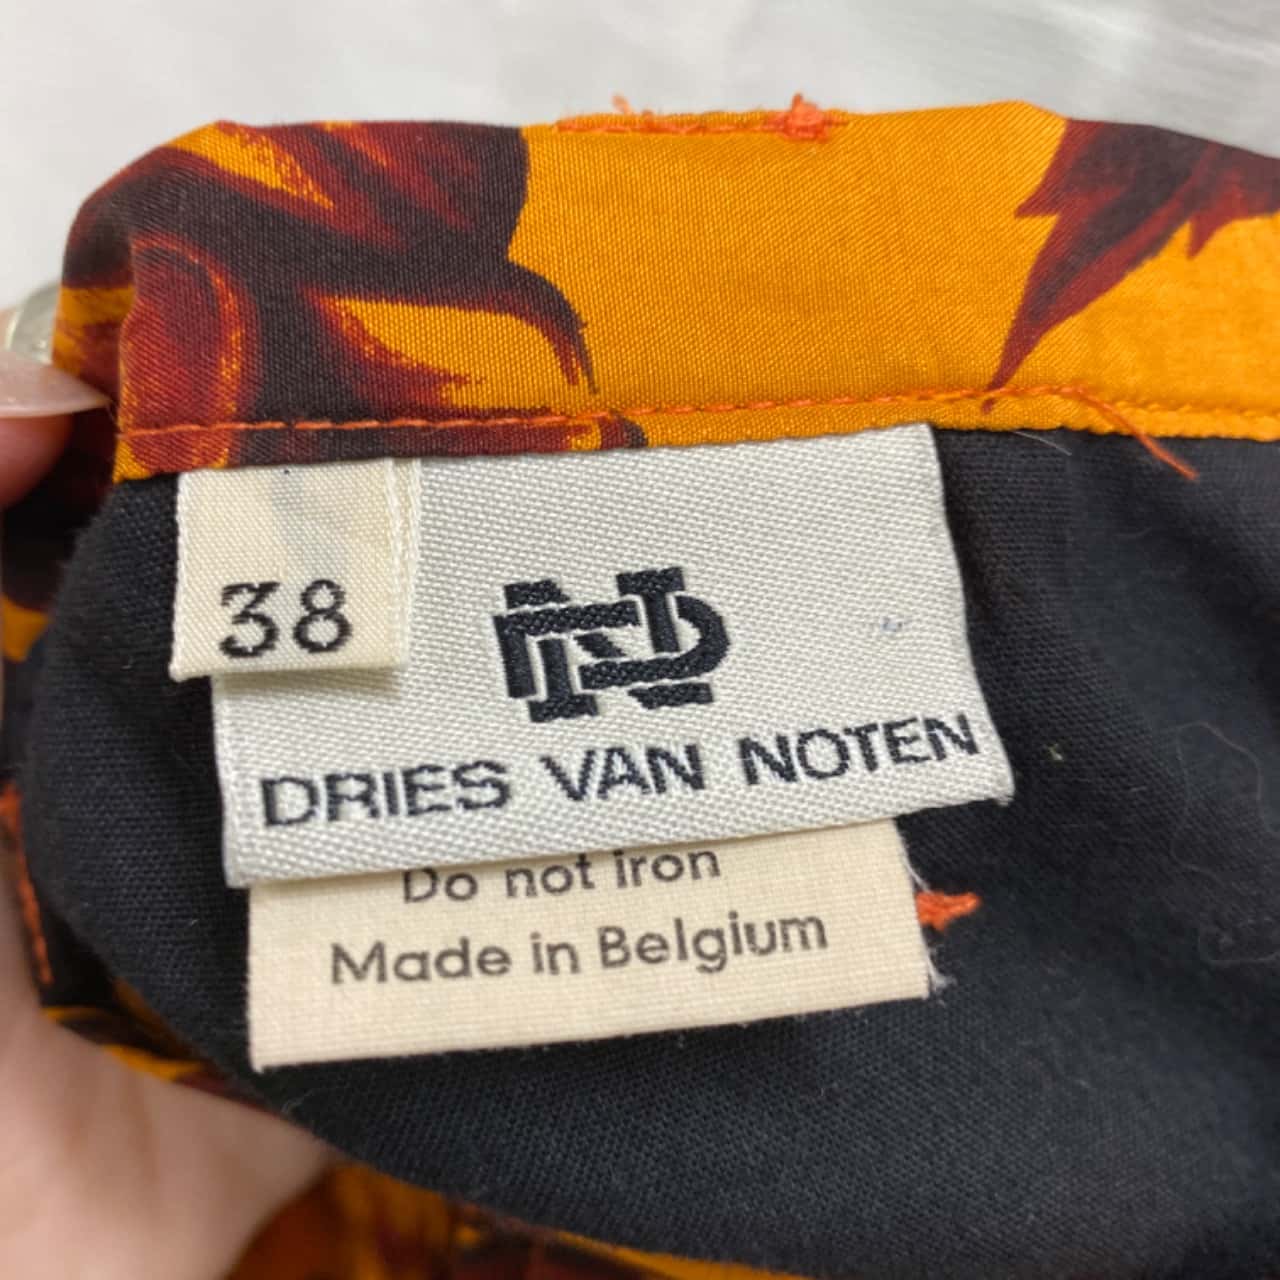 38
DRIES VAN NOTEN
Do not iron
Made in Belgium